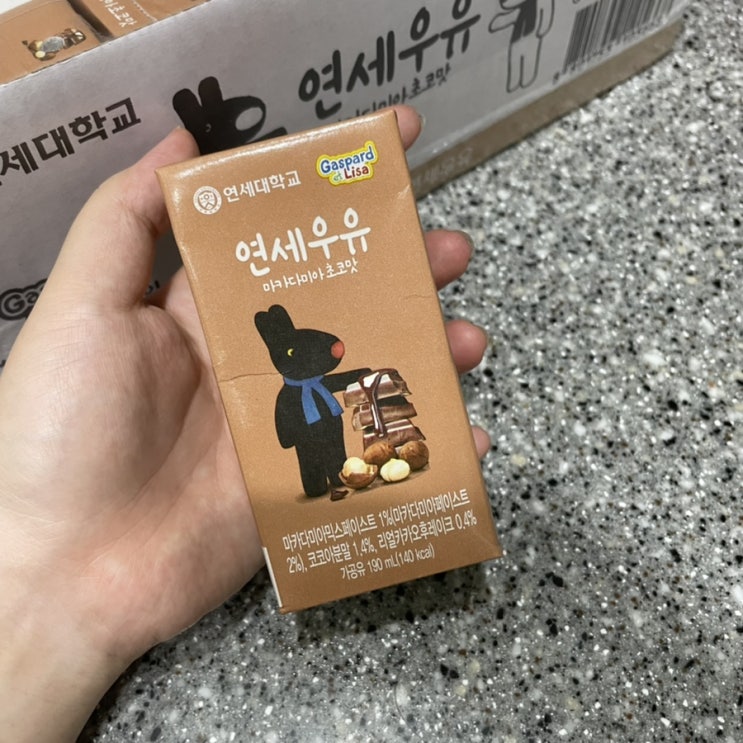 연세우유
세대학교
연세대학교
Gaspard
et Lisa
연세우유
마카다미아 초코맛
마카다미아믹스페이스트 1%(마카다미아페이스트
2%), 코코아분말 1.4%, 리얼카카오후레이크 0.4%
가공유 190 mL(140 kcal)